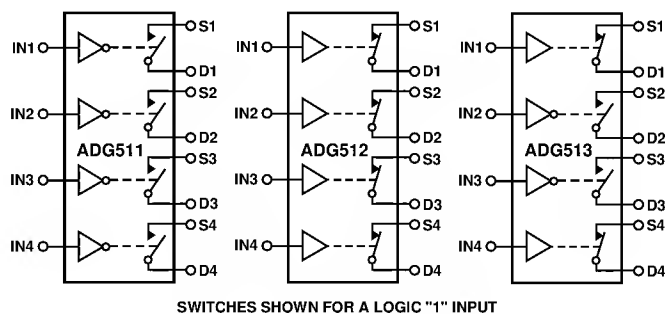 S1
IN1
D1
S2
IN2
D2
ADG511
S3
IN3
D3
S4
IN4
D4
S1
IN1
D1
S2
IN2
D2
ADG512
S3
IN3
D3
S4
IN4
D4
S1
IN1
D1
S2
IN2
D2
ADG513
S3
IN3
D3
S4
IN4
D4
SWITCHES SHOWN FOR A LOGIC "1" INPUT